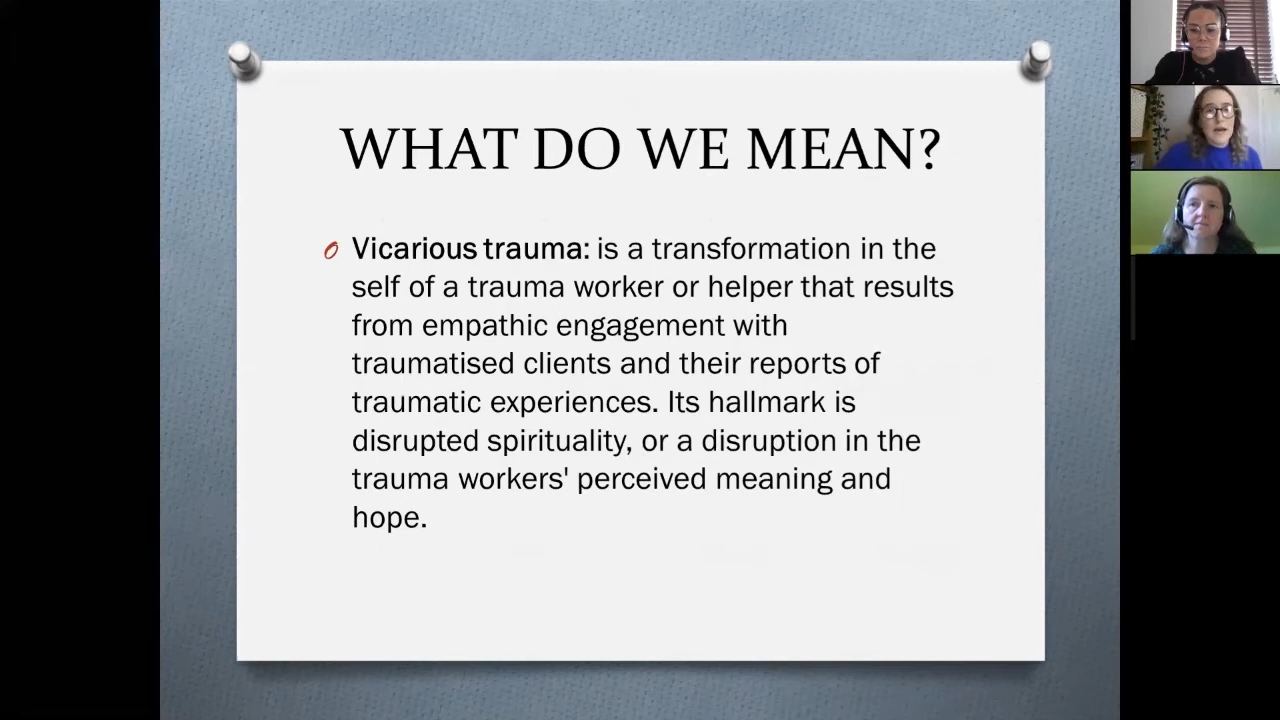 WHAT DO WE MEAN?
Vicarious trauma: is a transformation in the
self of a trauma worker or helper that results
from empathic engagement with
traumatised clients and their reports of
traumatic experiences. Its hallmark is
disrupted spirituality, or a disruption in the
trauma workers' perceived meaning and
hope.